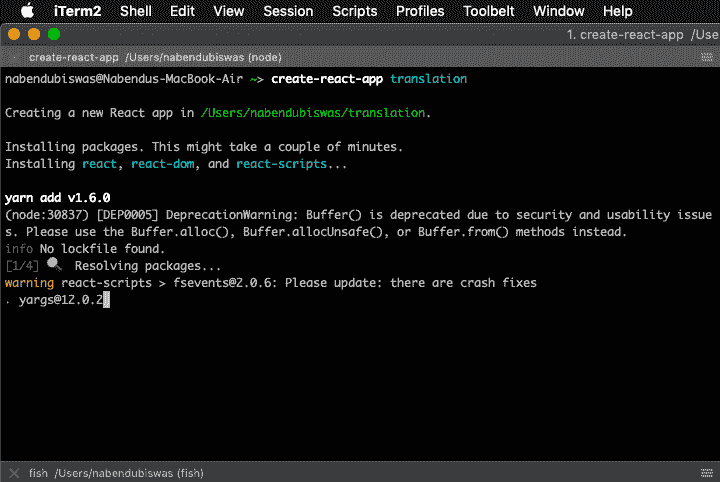 iTerm2 Shell Edit View Session Scripts Profiles Toolbelt Window Help
1. create-react-app /Use
create-react-app /Users/nabendubiswas (node)
nabendubiswas@Nabendus-MacBook-Air ~> create-react-app translation
Creating a new React app in /Users/nabendubiswas/translation.
Installing packages. This might take a couple of minutes.
Installing react, react-dom, and react-scripts...
yarn add v1.6.0
(node:30837) [DEP0005] DeprecationWarning: Buffer() is deprecated due to security and usability issue
s. Please use the Buffer.alloc(), Buffer.allocUnsafe(), or Buffer.from() methods instead.
info No lockfile found.
[1/4] 🔍 Resolving packages...
warning react-scripts > fsevents@2.0.6: Please update: there are crash fixes
. yargs@12.0.2
fish /Users/nabendubiswas (fish)